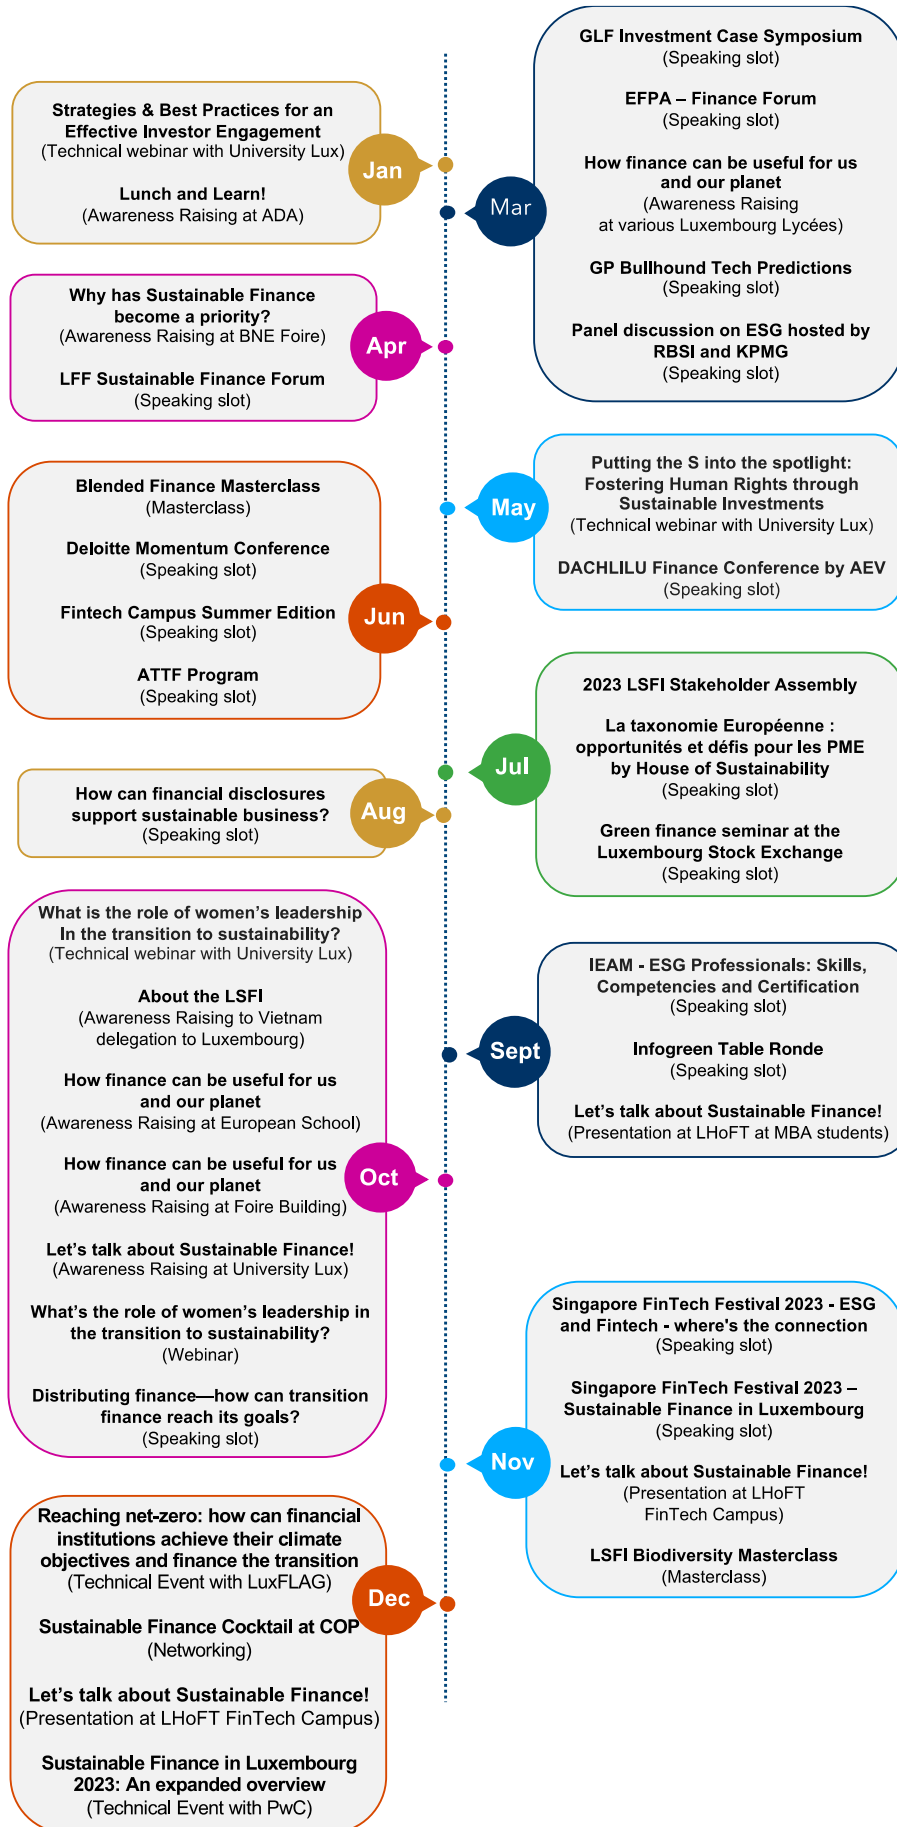 Strategies & Best Practices for an
Effective Investor Engagement
(Technical webinar with University Lux)
Lunch and Learn!
(Awareness Raising at ADA)
Jan
GLF Investment Case Symposium
(Speaking slot)
EFPA – Finance Forum
(Speaking slot)
How finance can be useful for us
and our planet
(Awareness Raising
at various Luxembourg Lycées)
GP Bullhound Tech Predictions
(Speaking slot)
Panel discussion on ESG hosted by
RBSI and KPMG
(Speaking slot)
Mar
Why has Sustainable Finance
become a priority?
(Awareness Raising at BNE Foire)
LFF Sustainable Finance Forum
(Speaking slot)
Apr
Putting the S into the spotlight:
Fostering Human Rights through
Sustainable Investments
(Technical webinar with University Lux)
DACHLILU Finance Conference by AEV
(Speaking slot)
May
Blended Finance Masterclass
(Masterclass)
Deloitte Momentum Conference
(Speaking slot)
Fintech Campus Summer Edition
(Speaking slot)
ATTF Program
(Speaking slot)
Jun
2023 LSFI Stakeholder Assembly
La taxonomie Européenne :
opportunités et défis pour les PME
by House of Sustainability
(Speaking slot)
Green finance seminar at the
Luxembourg Stock Exchange
(Speaking slot)
Jul
How can financial disclosures
support sustainable business?
(Speaking slot)
Aug
IEAM - ESG Professionals: Skills,
Competencies and Certification
(Speaking slot)
Infogreen Table Ronde
(Speaking slot)
Let's talk about Sustainable Finance!
(Presentation at LHoFT at MBA students)
Sept
What is the role of women's leadership
In the transition to sustainability?
(Technical webinar with University Lux)
About the LSFI
(Awareness Raising to Vietnam
delegation to Luxembourg)
How finance can be useful for us
and our planet
(Awareness Raising at European School)
How finance can be useful for us
and our planet
(Awareness Raising at Foire Building)
Let's talk about Sustainable Finance!
(Awareness Raising at University Lux)
What's the role of women's leadership in
the transition to sustainability?
(Webinar)
Distributing finance—how can transition
finance reach its goals?
(Speaking slot)
Oct
Singapore FinTech Festival 2023 - ESG
and Fintech - where's the connection
(Speaking slot)
Singapore FinTech Festival 2023 –
Sustainable Finance in Luxembourg
(Speaking slot)
Let's talk about Sustainable Finance!
(Presentation at LHoFT
FinTech Campus)
LSFI Biodiversity Masterclass
(Masterclass)
Nov
Reaching net-zero: how can financial
institutions achieve their climate
objectives and finance the transition
(Technical Event with LuxFLAG)
Sustainable Finance Cocktail at COP
(Networking)
Let's talk about Sustainable Finance!
(Presentation at LHoFT FinTech Campus)
Sustainable Finance in Luxembourg
2023: An expanded overview
(Technical Event with PwC)
Dec